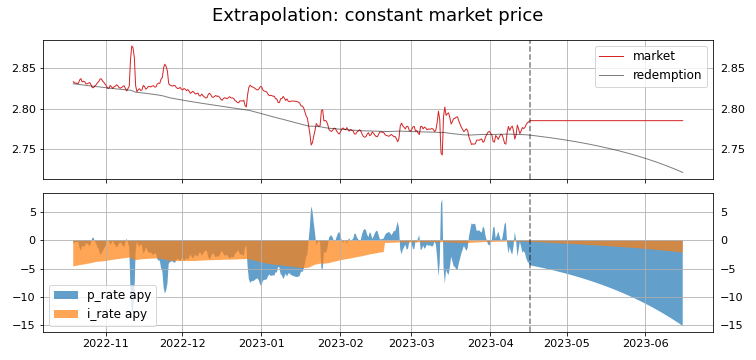 Extrapolation: constant market price
market
redemption
2.85 2.85
2.80 2.80
2.75 2.75
5 5
0 0
−5 −5
−10 −10
−15 −15
p_rate apy
i_rate apy
2022-11 2022-12 2023-01 2023-02 2023-03 2023-04 2023-05 2023-06